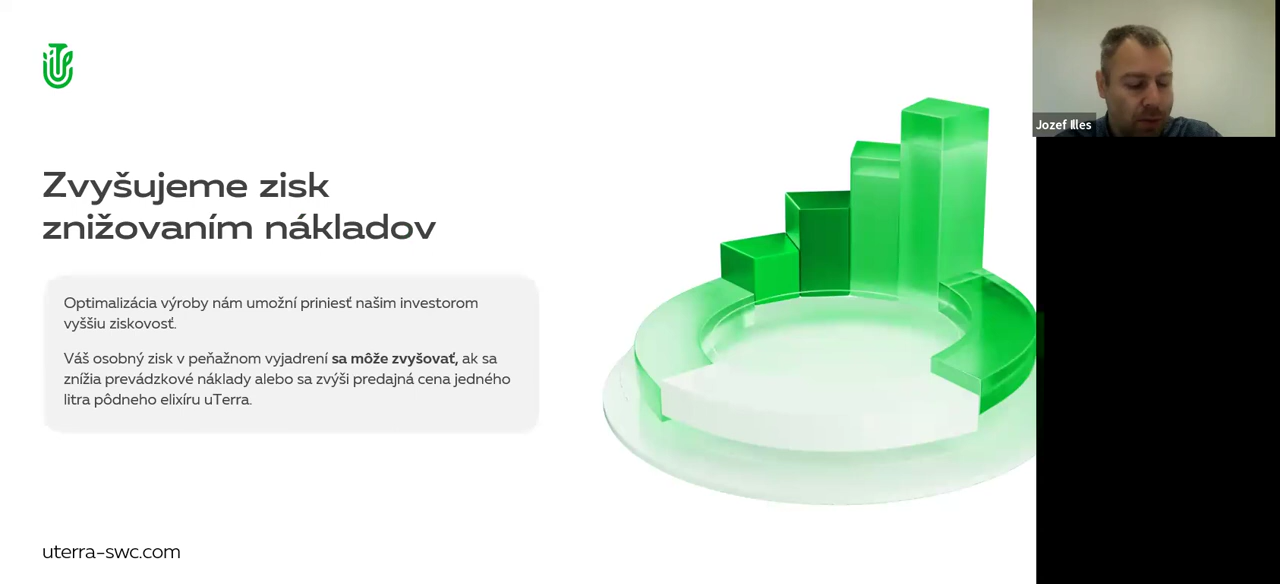 Zvyšujeme zisk
znižovaním nákladov
Optimalizácia výroby nám umožní priniesť našim investorom
vyššiu ziskovosť.
Váš osobný zisk v peňažnom vyjadrení sa môže zvyšovať, ak sa
znížia prevádzkové náklady alebo sa zvýši predajná cena jedného
litra pôdneho elixíru uTerra.
uterra-swc.com
Jozef Illes